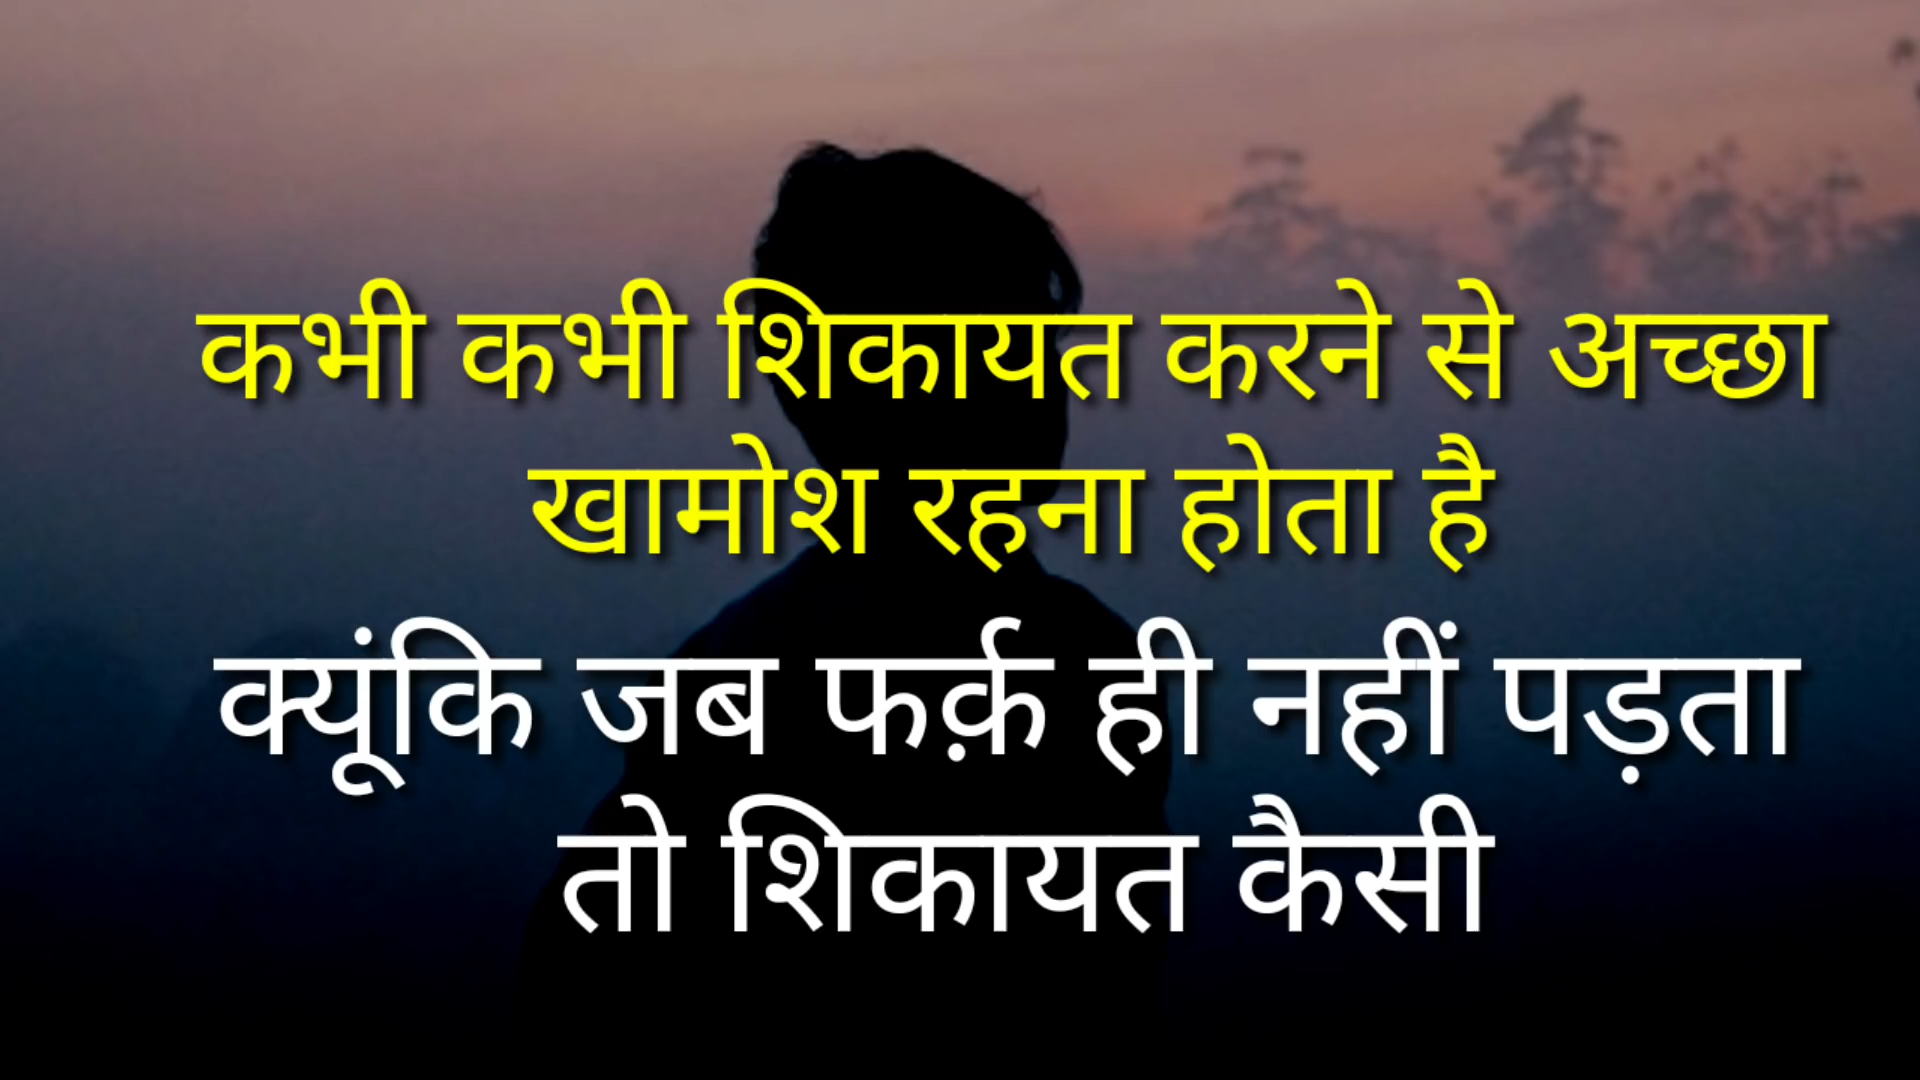 कभी कभी शिकायत करने से अच्छा
खामोश रहना होता है
क्यूंकि जब फर्क़ ही नहीं पड़ता
तो शिकायत कैसी